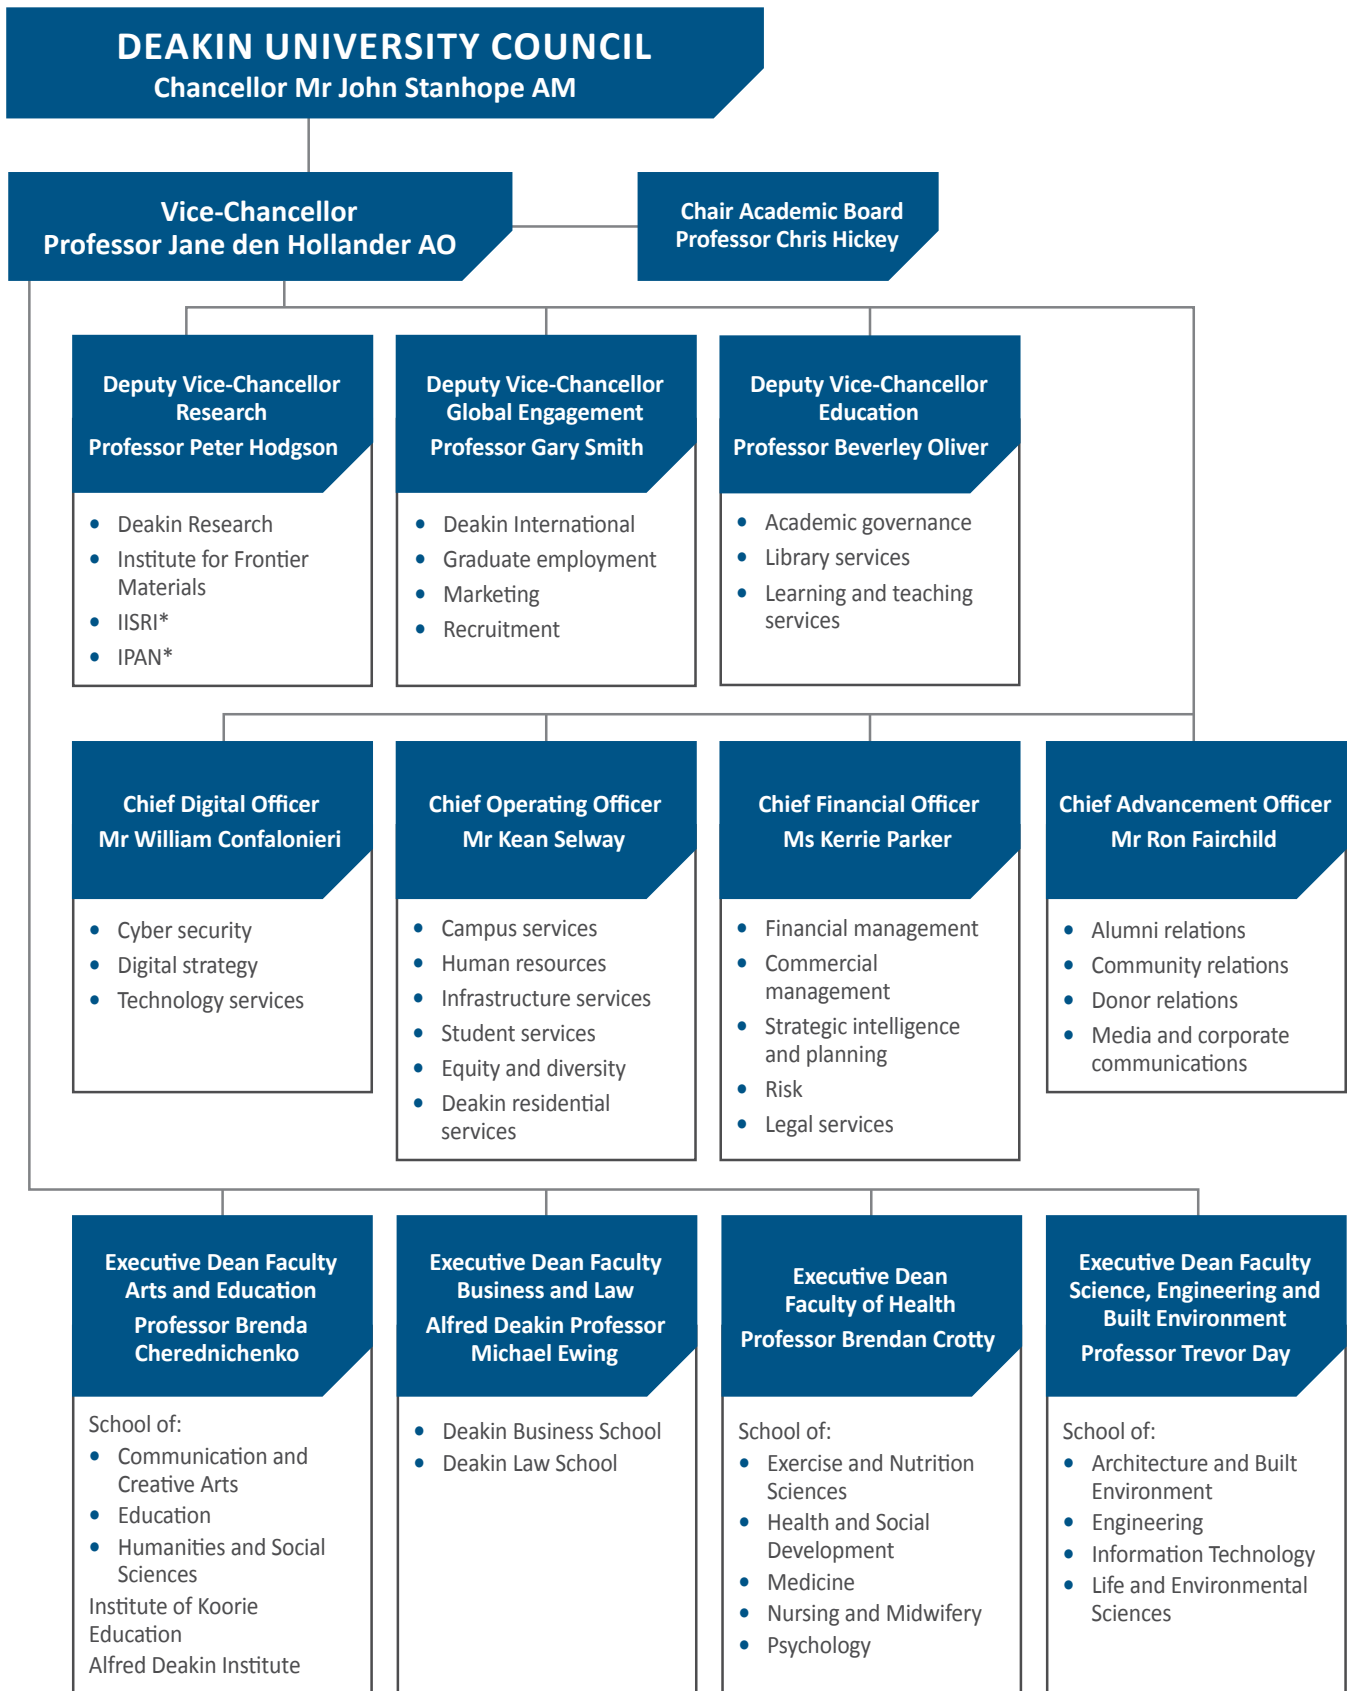 DEAKIN UNIVERSITY COUNCIL
Chancellor Mr John Stanhope AM
Vice-Chancellor
Professor Jane den Hollander AO
Chair Academic Board
Professor Chris Hickey
Deputy Vice-Chancellor
Research
Professor Peter Hodgson
• Deakin Research
• Institute for Frontier
Materials
• IISRI*
• IPAN*
Deputy Vice-Chancellor
Global Engagement
Professor Gary Smith
• Deakin International
• Graduate employment
• Marketing
• Recruitment
Deputy Vice-Chancellor
Education
Professor Beverley Oliver
• Academic governance
• Library services
• Learning and teaching
services
Chief Digital Officer
Mr William Confalonieri
• Cyber security
• Digital strategy
• Technology services
Chief Operating Officer
Mr Kean Selway
• Campus services
• Human resources
• Infrastructure services
• Student services
• Equity and diversity
• Deakin residential
services
Chief Financial Officer
Ms Kerrie Parker
• Financial management
• Commercial
management
• Strategic intelligence
and planning
• Risk
• Legal services
Chief Advancement Officer
Mr Ron Fairchild
• Alumni relations
• Community relations
• Donor relations
• Media and corporate
communications
Executive Dean Faculty
Arts and Education
Professor Brenda
Cherednichenko
School of:
• Communication and
Creative Arts
• Education
• Humanities and Social
Sciences
Institute of Koorie
Education
Alfred Deakin Institute
Executive Dean Faculty
Business and Law
Alfred Deakin Professor
Michael Ewing
• Deakin Business School
• Deakin Law School
Executive Dean
Faculty of Health
Professor Brendan Crotty
School of:
• Exercise and Nutrition
Sciences
• Health and Social
Development
• Medicine
• Nursing and Midwifery
• Psychology
Executive Dean Faculty
Science, Engineering and
Built Environment
Professor Trevor Day
School of:
• Architecture and Built
Environment
• Engineering
• Information Technology
• Life and Environmental
Sciences